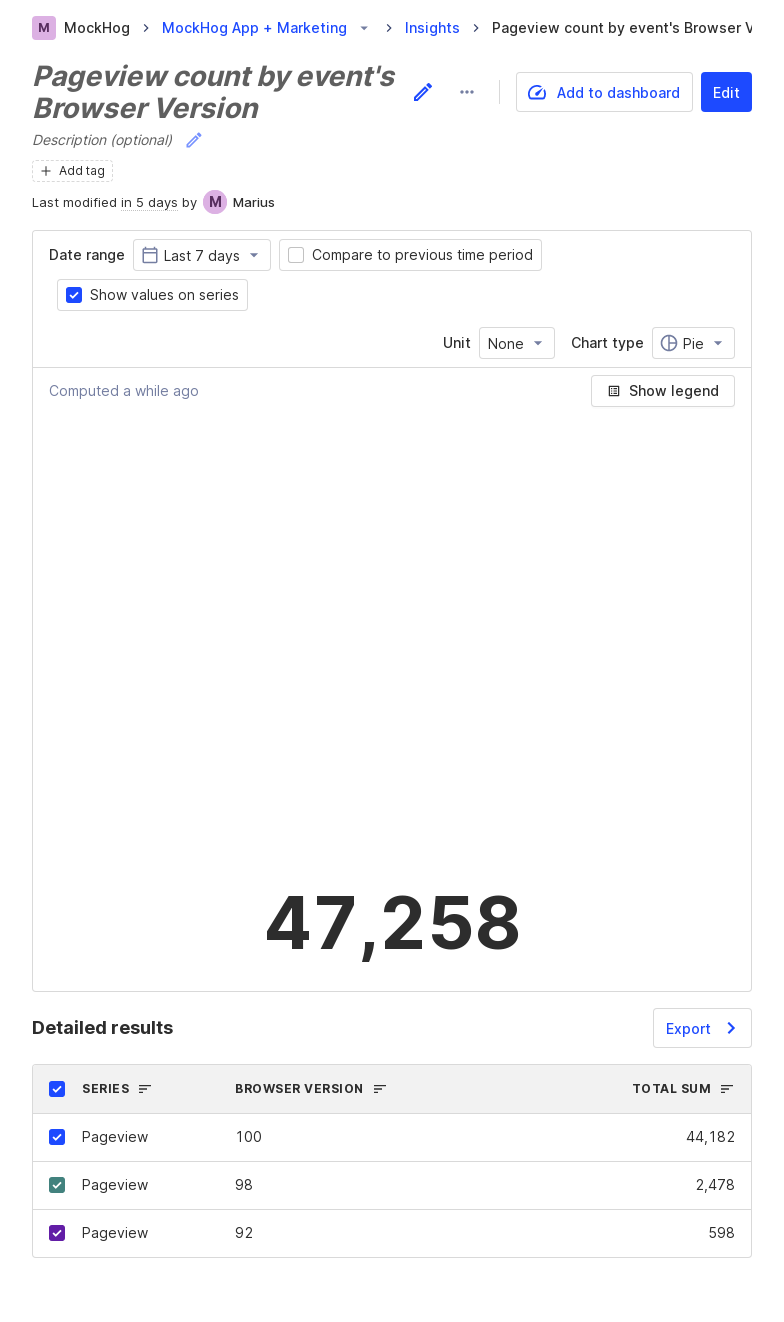 M MockHog MockHog App + Marketing Insights Pageview count by event's Browser V
Pageview count by event's
Browser Version
Add to dashboard Edit
Description (optional)
Add tag
Last modified in 5 days by M Marius
Date range Last 7 days Compare to previous time period
Show values on series
Unit None Chart type Pie
Computed a while ago Show legend
47,258
Detailed results Export
SERIES BROWSER VERSION TOTAL SUM
Pageview 100 44,182
Pageview 98 2,478
Pageview 92 598